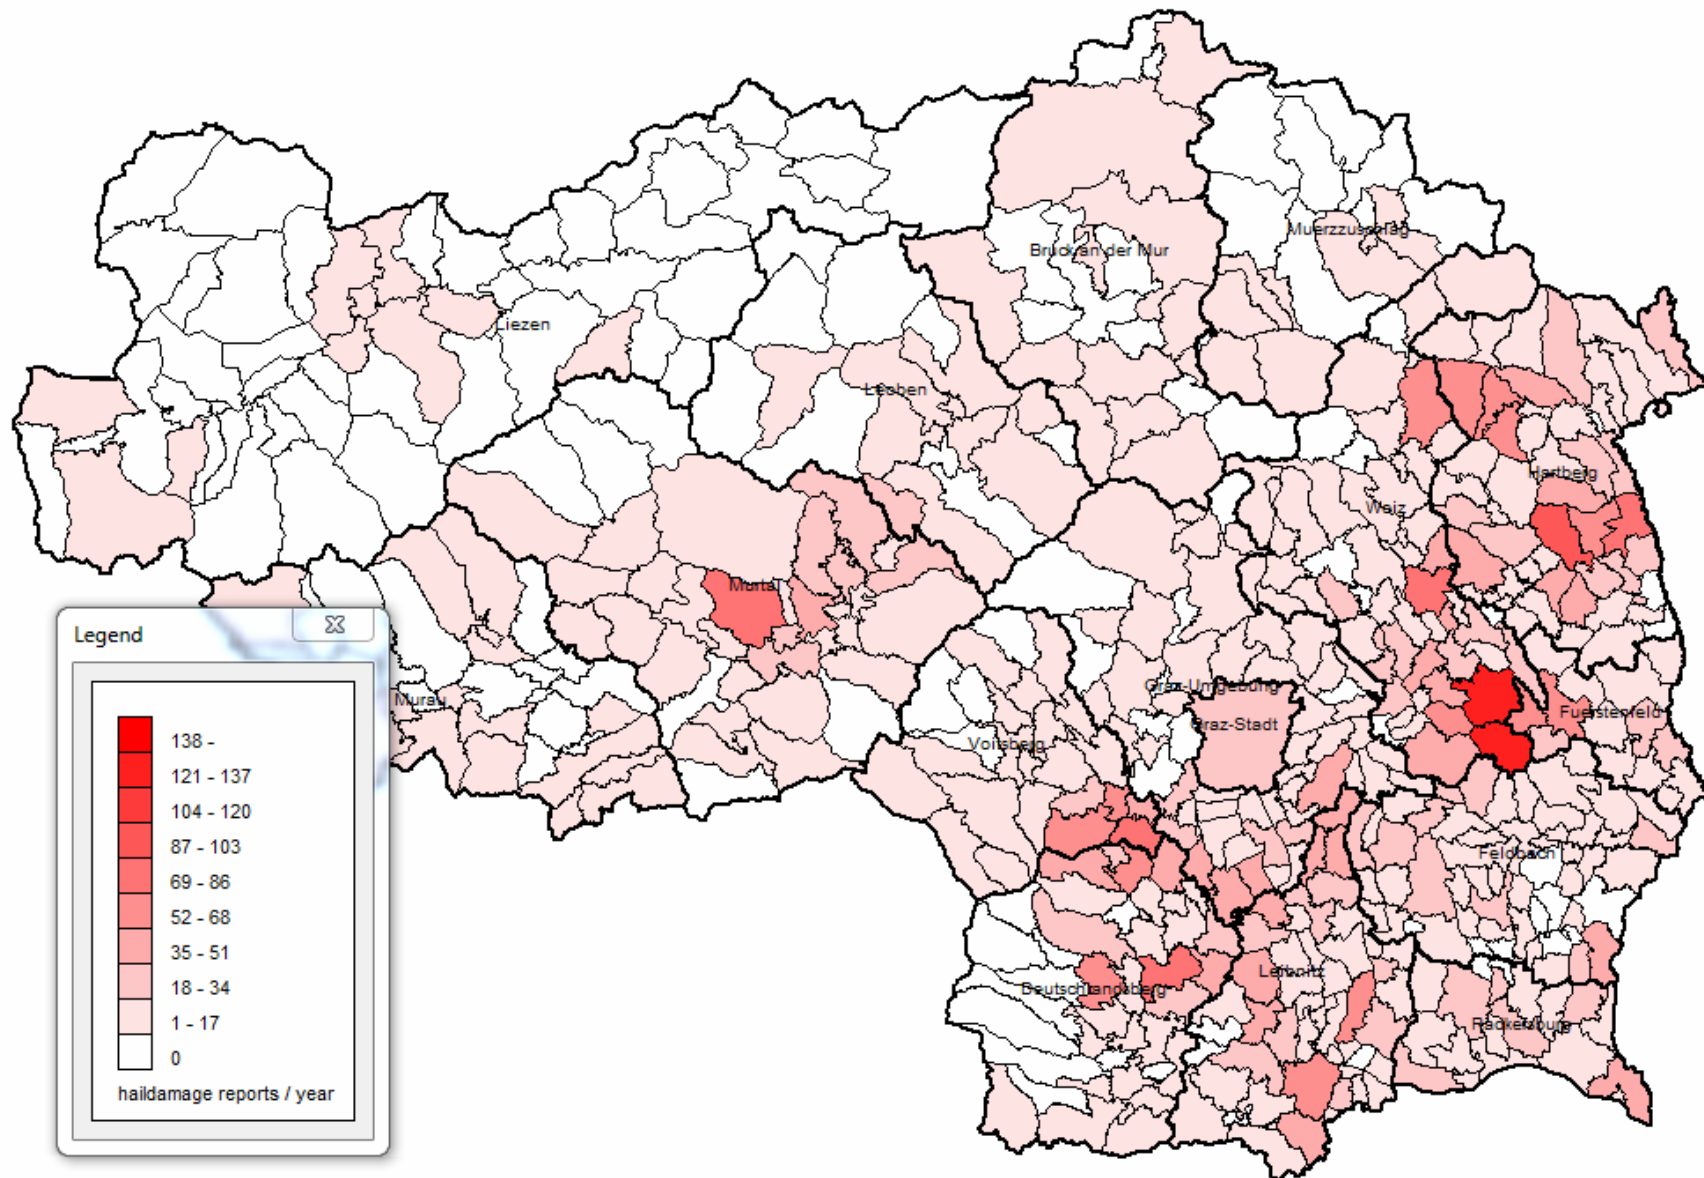 Muerzzuschlag
Bruck an der Mur
Liezen
Leoben
Hartberg
Weiz
Murtal
Legend
Graz-Umgebung
Murau
Fuerstenfeld
Graz-Stadt
Voitsberg
138 -
121 - 137
104 - 120
87 - 103
69 - 86
52 - 68
35 - 51
18 - 34
1 - 17
0
haildamage reports / year
Feldbach
Leibnitz
Deutschlandsberg
Radkersburg